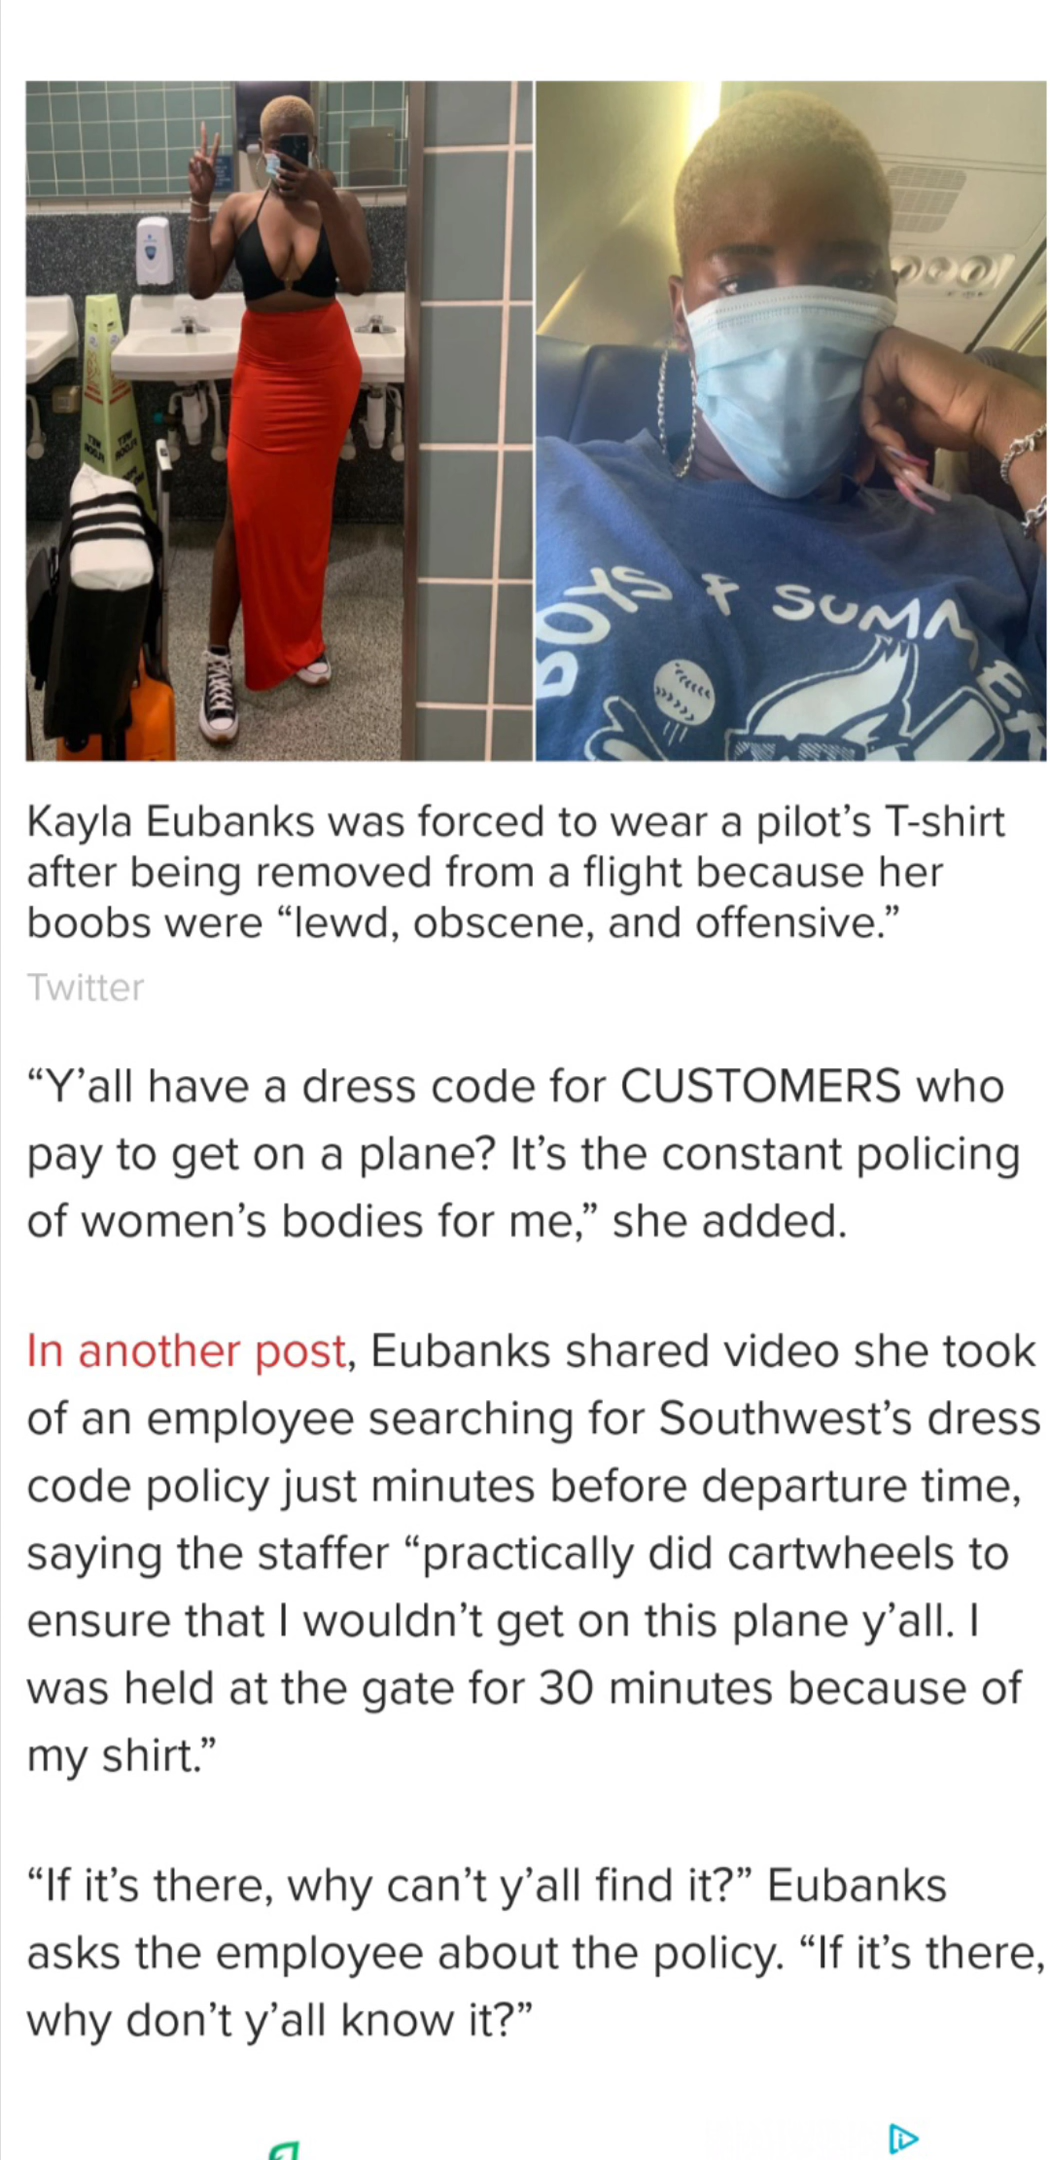 BOYS & SUMM
Kayla Eubanks was forced to wear a pilot’s T-shirt
after being removed from a flight because her
boobs were “lewd, obscene, and offensive.”
Twitter
“Y’all have a dress code for CUSTOMERS who
pay to get on a plane? It’s the constant policing
of women’s bodies for me,” she added.
In another post, Eubanks shared video she took
of an employee searching for Southwest’s dress
code policy just minutes before departure time,
saying the staffer “practically did cartwheels to
ensure that I wouldn’t get on this plane y’all. I
was held at the gate for 30 minutes because of
my shirt.”
“If it’s there, why can’t y’all find it?” Eubanks
asks the employee about the policy. “If it’s there,
why don’t y’all know it?”